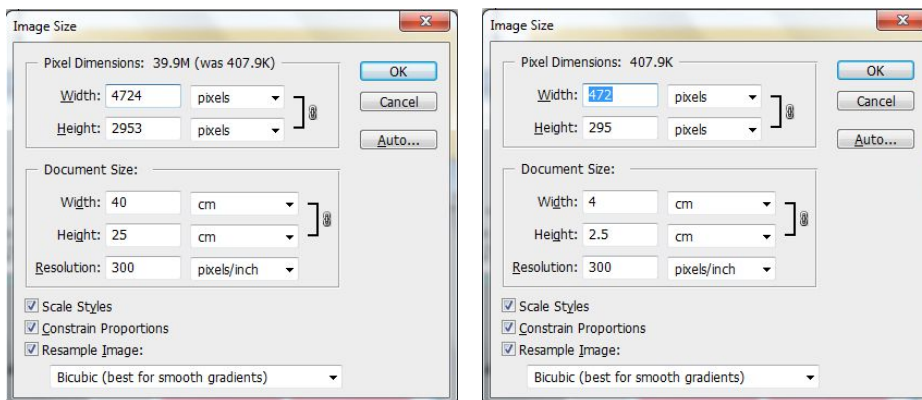 Image Size
Pixel Dimensions: 39.9M (was 407.9K)
Width: 4724 pixels
Height: 2953 pixels
OK
Cancel
Auto...
Document Size:
Width: 40 cm
Height: 25 cm
Resolution: 300 pixels/inch
Scale Styles
Constrain Proportions
Resample Image:
Bicubic (best for smooth gradients)
Image Size
Pixel Dimensions: 407.9K
Width: 472 pixels
Height: 295 pixels
OK
Cancel
Auto...
Document Size:
Width: 4 cm
Height: 2.5 cm
Resolution: 300 pixels/inch
Scale Styles
Constrain Proportions
Resample Image:
Bicubic (best for smooth gradients)